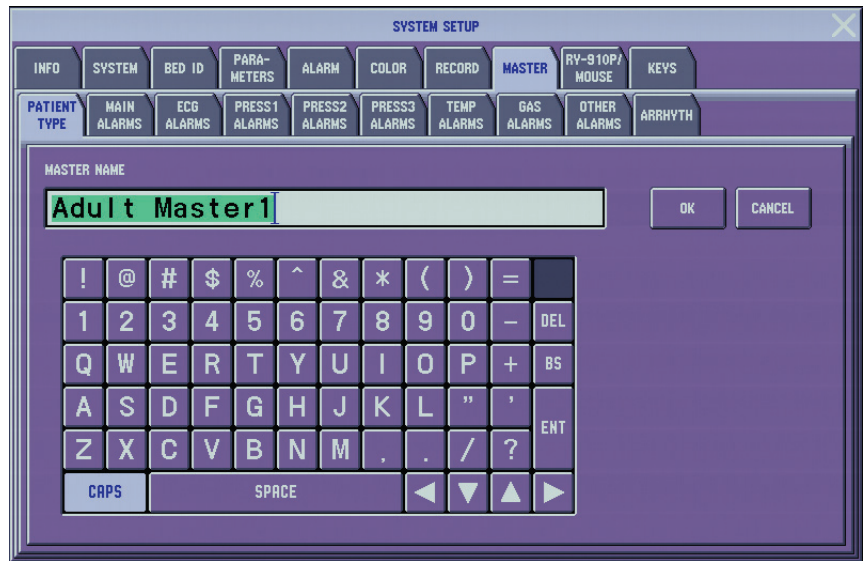 SYSTEM SETUP
INFO SYSTEM BED ID PARA-METERS ALARM COLOR RECORD MASTER RY-910P/MOUSE KEYS
PATIENT TYPE MAIN ALARMS ECG ALARMS PRESS1 ALARMS PRESS2 ALARMS PRESS3 ALARMS TEMP ALARMS GAS ALARMS OTHER ALARMS ARRHYTH
MASTER NAME
Adult Master1 OK CANCEL
! @ # $ % ^ & * ( ) =
1 2 3 4 5 6 7 8 9 0 - DEL
Q W E R T Y U I O P + BS
A S D F G H J K L " '
ENT
Z X C V B N M , . / ?
CAPS SPACE ◀ ▼ ▲ ▶